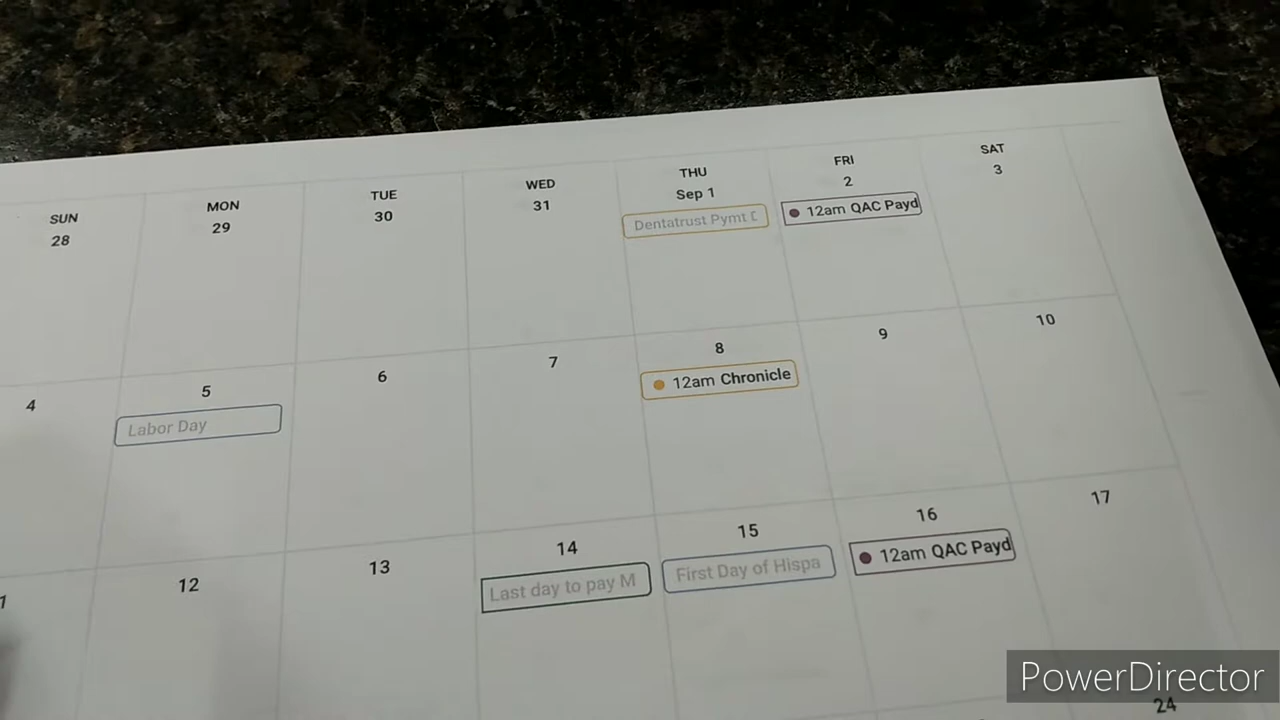 SUN MON TUE WED THU FRI SAT
28 29 30 31 Sep 1 2 3
Dentatrust Pymt 12am QAC Payd
4 5 6 7 8 9 10
Labor Day 12am Chronicle
12 13 14 15 16 17
Last day to pay M First Day of Hispa 12am QAC Payd
24
PowerDirector